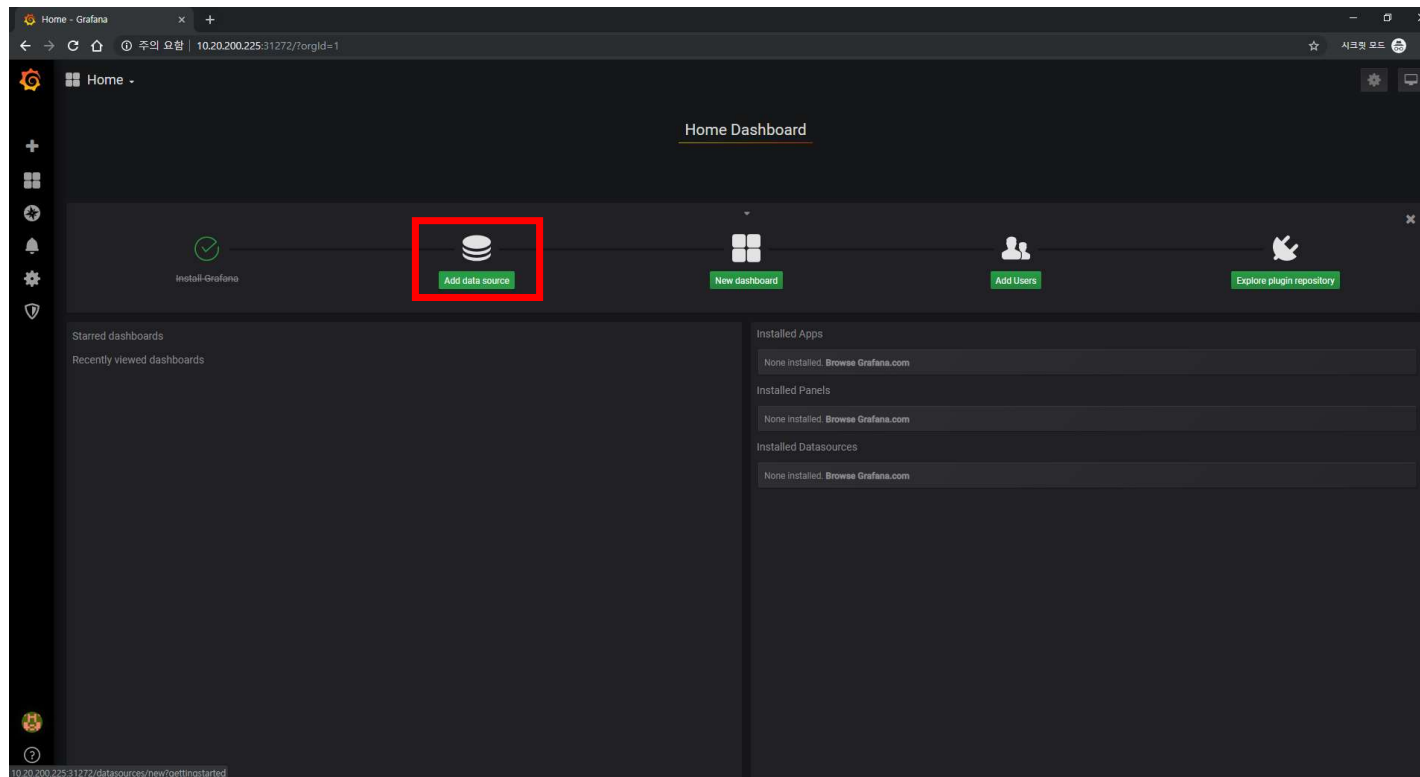 Home - Grafana
주의 요함 | 10.20.200.225:31272/?orgId=1
시크릿 모드
Home
Home Dashboard
Install Grafana
Add data source
New dashboard
Add Users
Explore plugin repository
Starred dashboards
Recently viewed dashboards
Installed Apps
None installed. Browse Grafana.com
Installed Panels
None installed. Browse Grafana.com
Installed Datasources
None installed. Browse Grafana.com
10.20.200.225:31272/datasources/new?gettingstarted